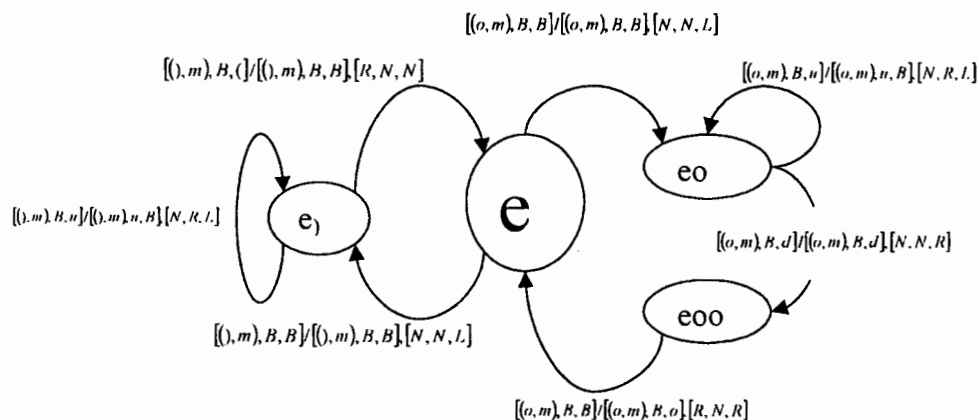 [(o,m),B,B]/[(o,m),B,B],[N,N,L]
[(),m),B,(]/[(),m),B,B],[R,N,N]
[(o,m),B,u]/[(o,m),u,B],[N,R,L]
eo
e)
e
[(),m),B,u]/[(),m),u,B],[N,R,L]
[(o,m),B,d]/[(o,m),B,d],[N,N,R]
eoo
[(),m),B,B]/[(),m),B,B],[N,N,L]
[(o,m),B,B]/[(o,m),B,o],[R,N,R]